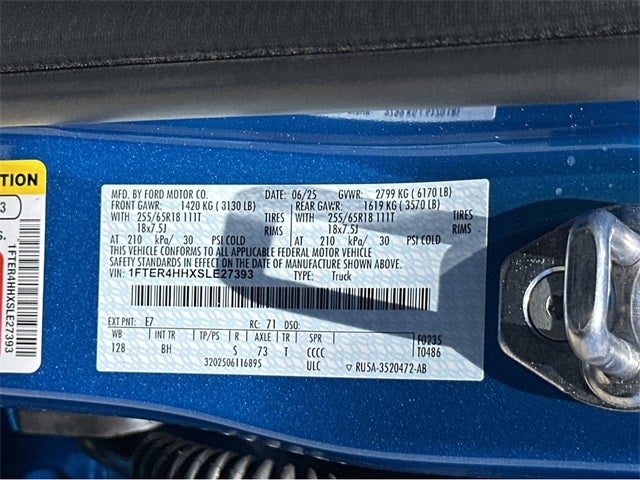 TION
3
S.
1FTER4HHXSLE27393
MFD. BY FORD MOTOR CO.
DATE: 06/25 GVWR: 2799 KG ( 6170 LB)
FRONT GAWR: 1420 KG ( 3130 LB) REAR GAWR: 1619 KG ( 3570 LB)
WITH 255/65R18 111T TIRES WITH 255/65R18 111T TIRES
18x7.5J RIMS 18x7.5J RIMS
AT 210 kPa/ 30 PSI COLD AT 210 kPa/ 30 PSI COLD
THIS VEHICLE CONFORMS TO ALL APPLICABLE FEDERAL MOTOR VEHICLE
SAFETY STANDARDS IN EFFECT ON THE DATE OF MANUFACTURE SHOWN ABOVE.
VIN: 1FTER4HHXSLE27393 TYPE: Truck
EXT PNT: E7 RC: 71 DSO:
WB INT TR TP/PS R AXLE TR SPR F0235
128 BH S 73 T CCCC T0486
3202506116895 ULC ▽ RU5A-3520472-AB